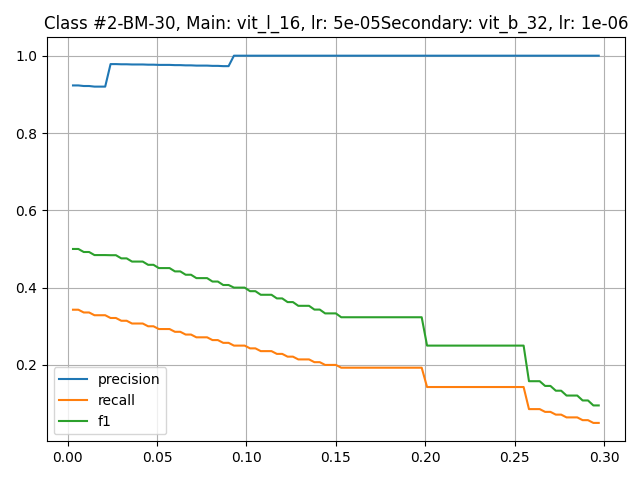 Class #2-BM-30, Main: vit_l_16, lr: 5e-05Secondary: vit_b_32, lr: 1e-06
1.0
0.8
0.6
0.4
0.2
precision
recall
f1
0.00 0.05 0.10 0.15 0.20 0.25 0.30